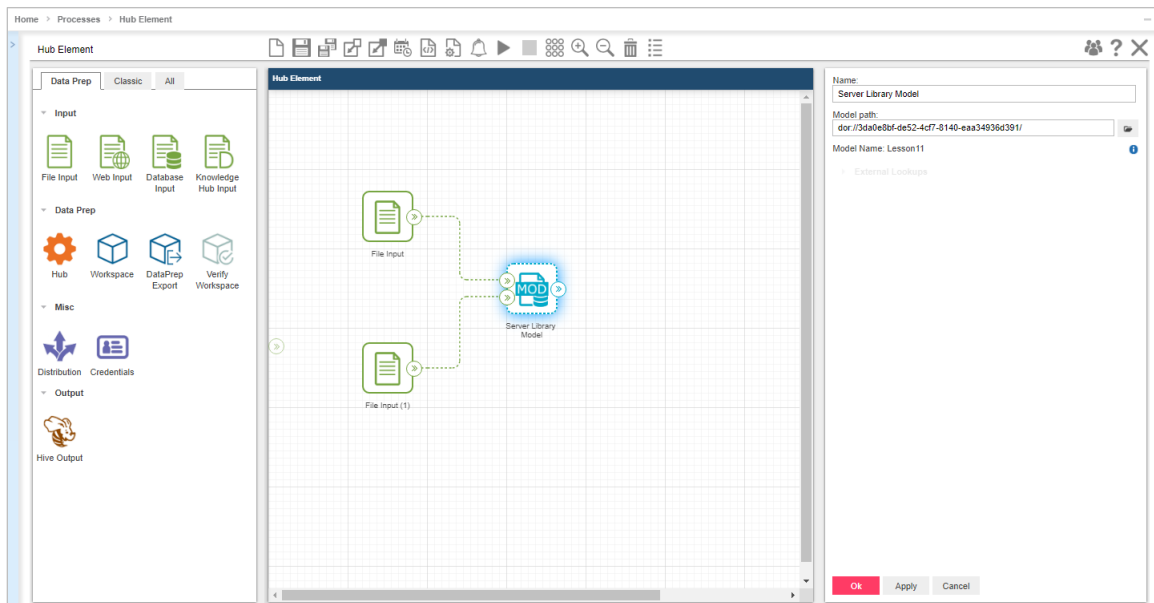 Home > Processes > Hub Element
Hub Element
Data Prep Classic All
Input
File Input Web Input Database Input Knowledge Hub Input
Data Prep
Hub Workspace DataPrep Export Verify Workspace
Misc
Distribution Credentials
Output
Hive Output
Hub Element
File Input
MOD
Server Library
Model
File Input (1)
Name:
Server Library Model
Model path:
dor://3da0e8bf-de52-4cf7-8140-eaa34936d391/
Model Name: Lesson11
External Lookups
Ok Apply Cancel